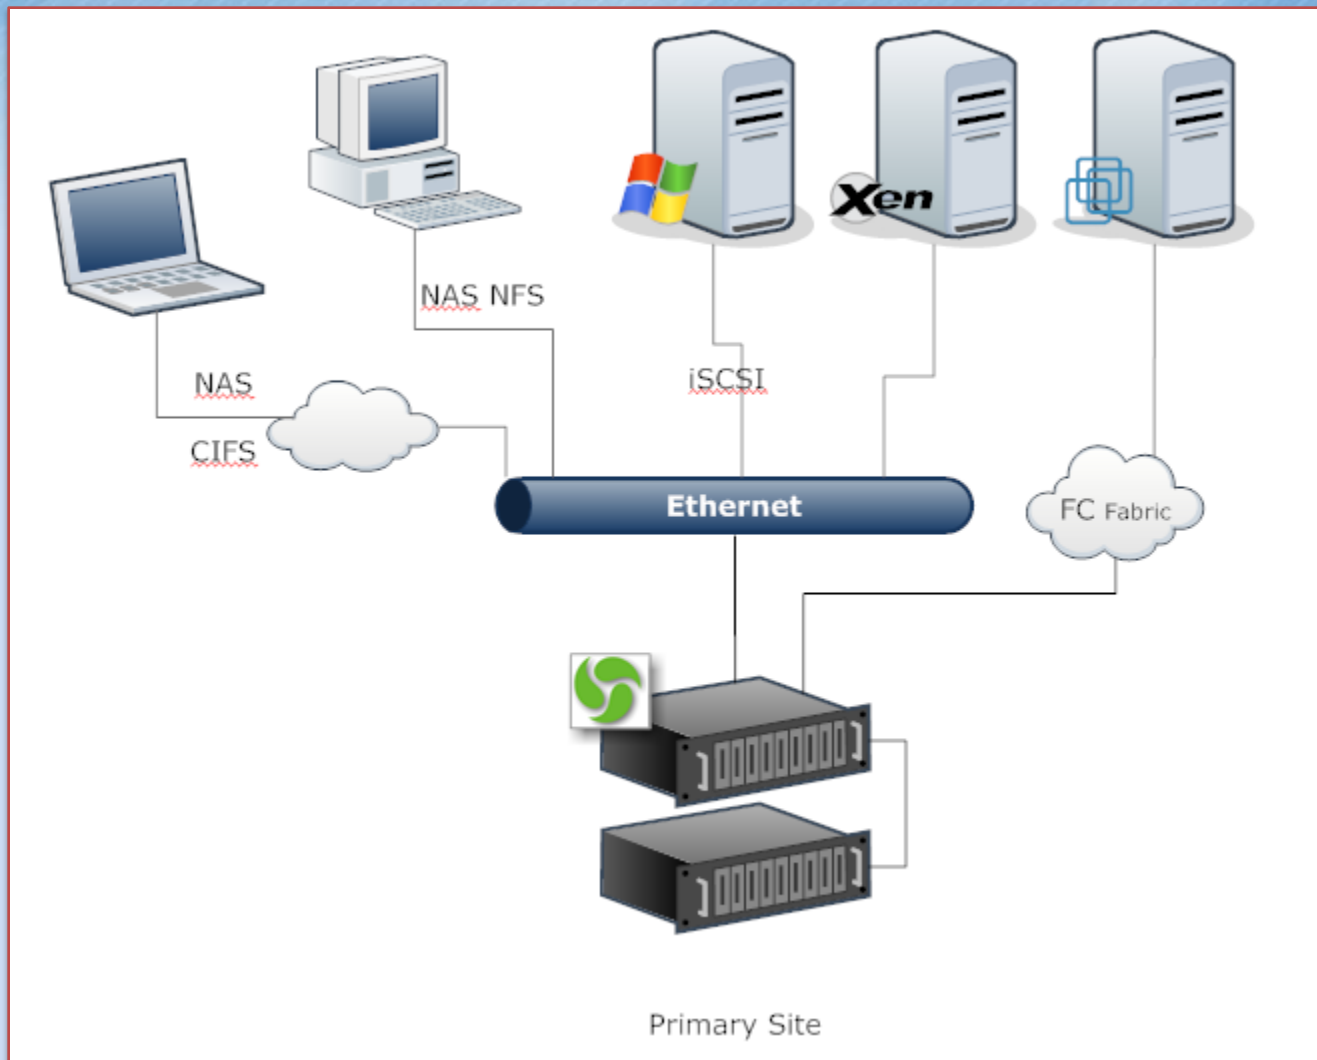 Xen
NAS NFS
NAS
CIFS
iSCSI
Ethernet
FC Fabric
Primary Site